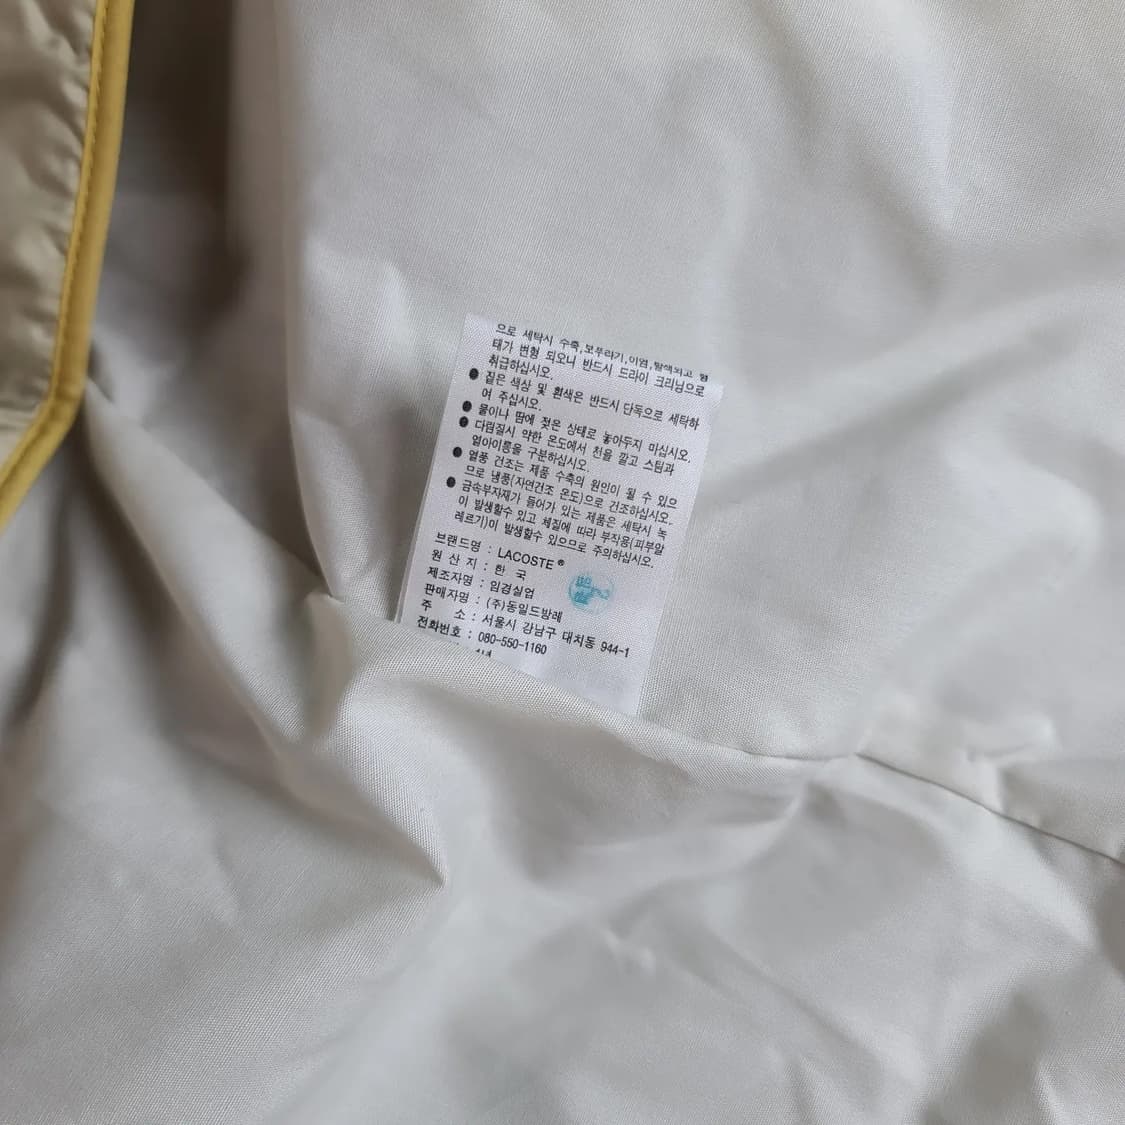 으로 세탁시 수축,보푸라기,이염,탈색되고 형
태가 변형 되오니 반드시 드라이 크리닝으로
취급하십시오.
● 짙은 색상 및 흰색은 반드시 단독으로 세탁하
여 주십시오.
● 물이나 땀에 젖은 상태로 놓아두지 마십시오.
● 다림질시 약한 온도에서 천을 깔고 스팀과
열아이롱을 구분하십시오.
● 열풍 건조는 제품 수축의 원인이 될 수 있으
므로 냉풍(자연건조 온도)으로 건조하십시오.
● 금속부자재가 들어가 있는 제품은 세탁시 녹
이 발생할수 있고 체질에 따라 부작용(피부알
레르기)이 발생할수 있으므로 주의하십시오.
브랜드명 : LACOSTE®
원 산 지 : 한 국
제조자명 : 임경실업
판매자명 : (주)동일드방레
주 소 : 서울시 강남구 대치동 944-1
전화번호 : 080-550-1160